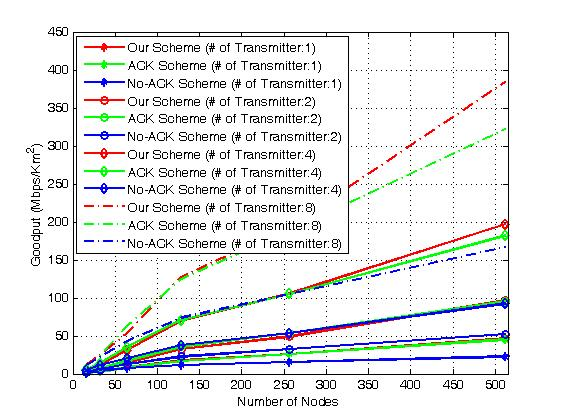 450
400
350
300
250
200
150
100
50
0
Goodput (Mbps/Km²)
Our Scheme (# of Transmitter:1)
ACK Scheme (# of Transmitter:1)
No-ACK Scheme (# of Transmitter:1)
Our Scheme (# of Transmitter:2)
ACK Scheme (# of Transmitter:2)
No-ACK Scheme (# of Transmitter:2)
Our Scheme (# of Transmitter:4)
ACK Scheme (# of Transmitter:4)
No-ACK Scheme (# of Transmitter:4)
Our Scheme (# of Transmitter:8)
ACK Scheme (# of Transmitter:8)
No-ACK Scheme (# of Transmitter:8)
0 50 100 150 200 250 300 350 400 450 500
Number of Nodes